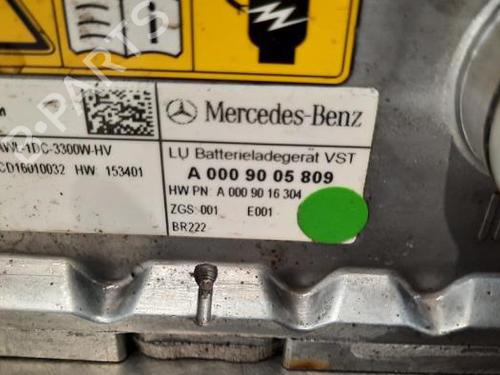 Mercedes-Benz
1DC-3300W-HV
CD16010032 HW 153401
LU Batterieladegerät VST
A 000 90 05 809
HW PN: A 000 90 16 304
ZGS 001 E001
BR222
B-PARTS